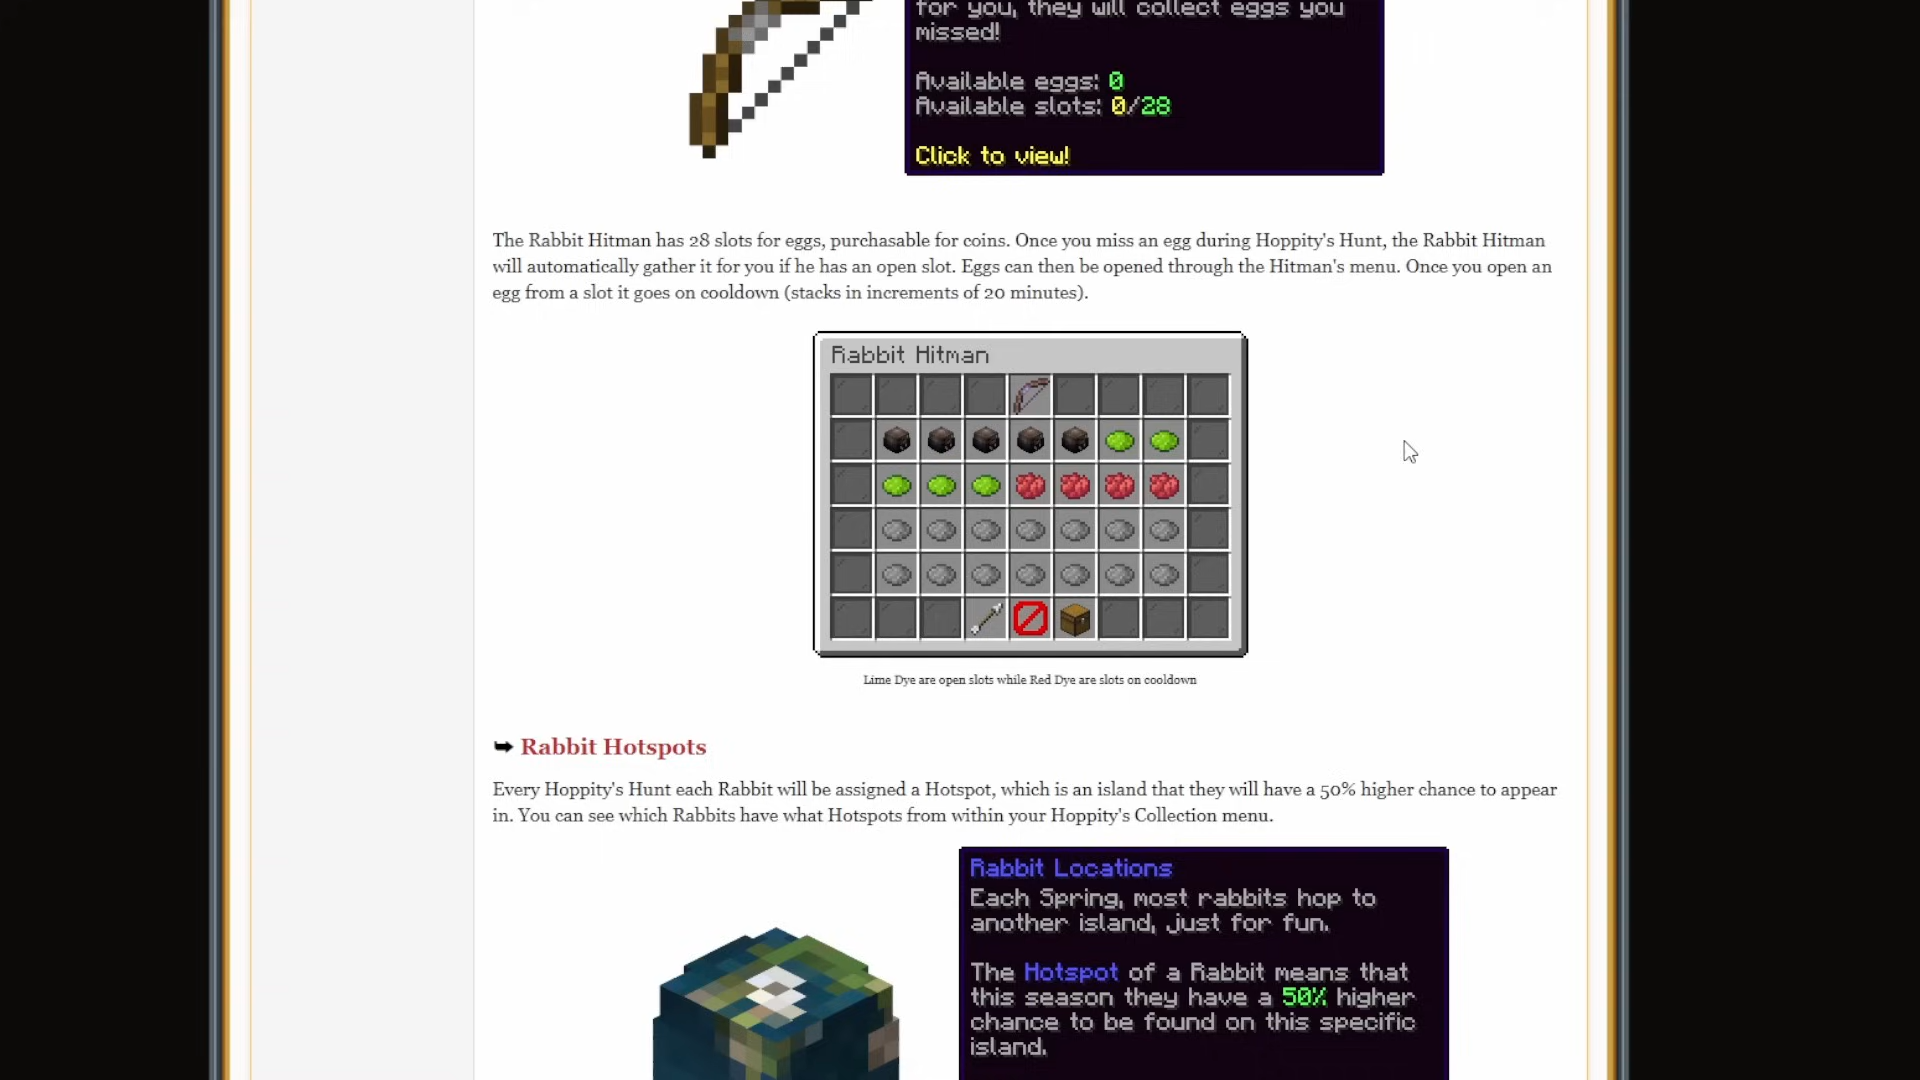 for you, they will collect eggs you
missed!
Available eggs: 0
Available slots: 0/28
Click to view!
The Rabbit Hitman has 28 slots for eggs, purchasable for coins. Once you miss an egg during Hoppity's Hunt, the Rabbit Hitman
will automatically gather it for you if he has an open slot. Eggs can then be opened through the Hitman's menu. Once you open an
egg from a slot it goes on cooldown (stacks in increments of 20 minutes).
Rabbit Hitman
Lime Dye are open slots while Red Dye are slots on cooldown
➥ Rabbit Hotspots
Every Hoppity's Hunt each Rabbit will be assigned a Hotspot, which is an island that they will have a 50% higher chance to appear
in. You can see which Rabbits have what Hotspots from within your Hoppity's Collection menu.
Rabbit Locations
Each Spring, most rabbits hop to
another island, just for fun.
The Hotspot of a Rabbit means that
this season they have a 50% higher
chance to be found on this specific
island.